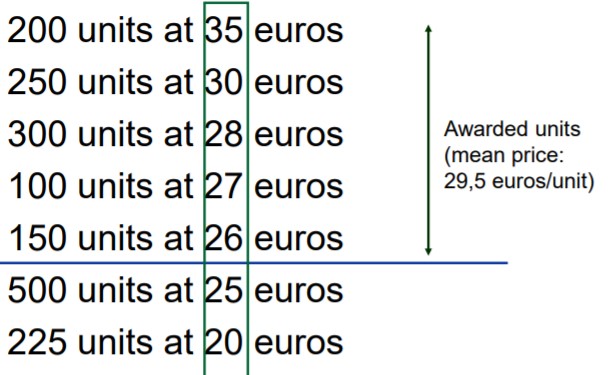 200 units at 35 euros
250 units at 30 euros
300 units at 28 euros
100 units at 27 euros
150 units at 26 euros
500 units at 25 euros
225 units at 20 euros
Awarded units
(mean price:
29,5 euros/unit)